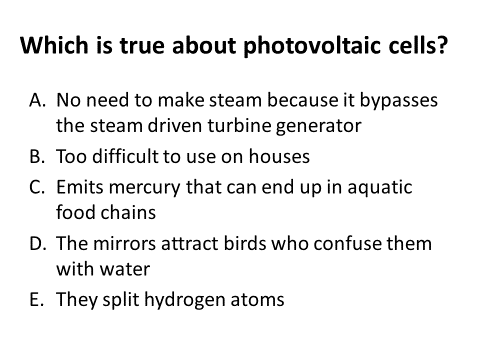 Which is true about photovoltaic cells?
A. No need to make steam because it bypasses
the steam driven turbine generator
B. Too difficult to use on houses
C. Emits mercury that can end up in aquatic
food chains
D. The mirrors attract birds who confuse them
with water
E. They split hydrogen atoms